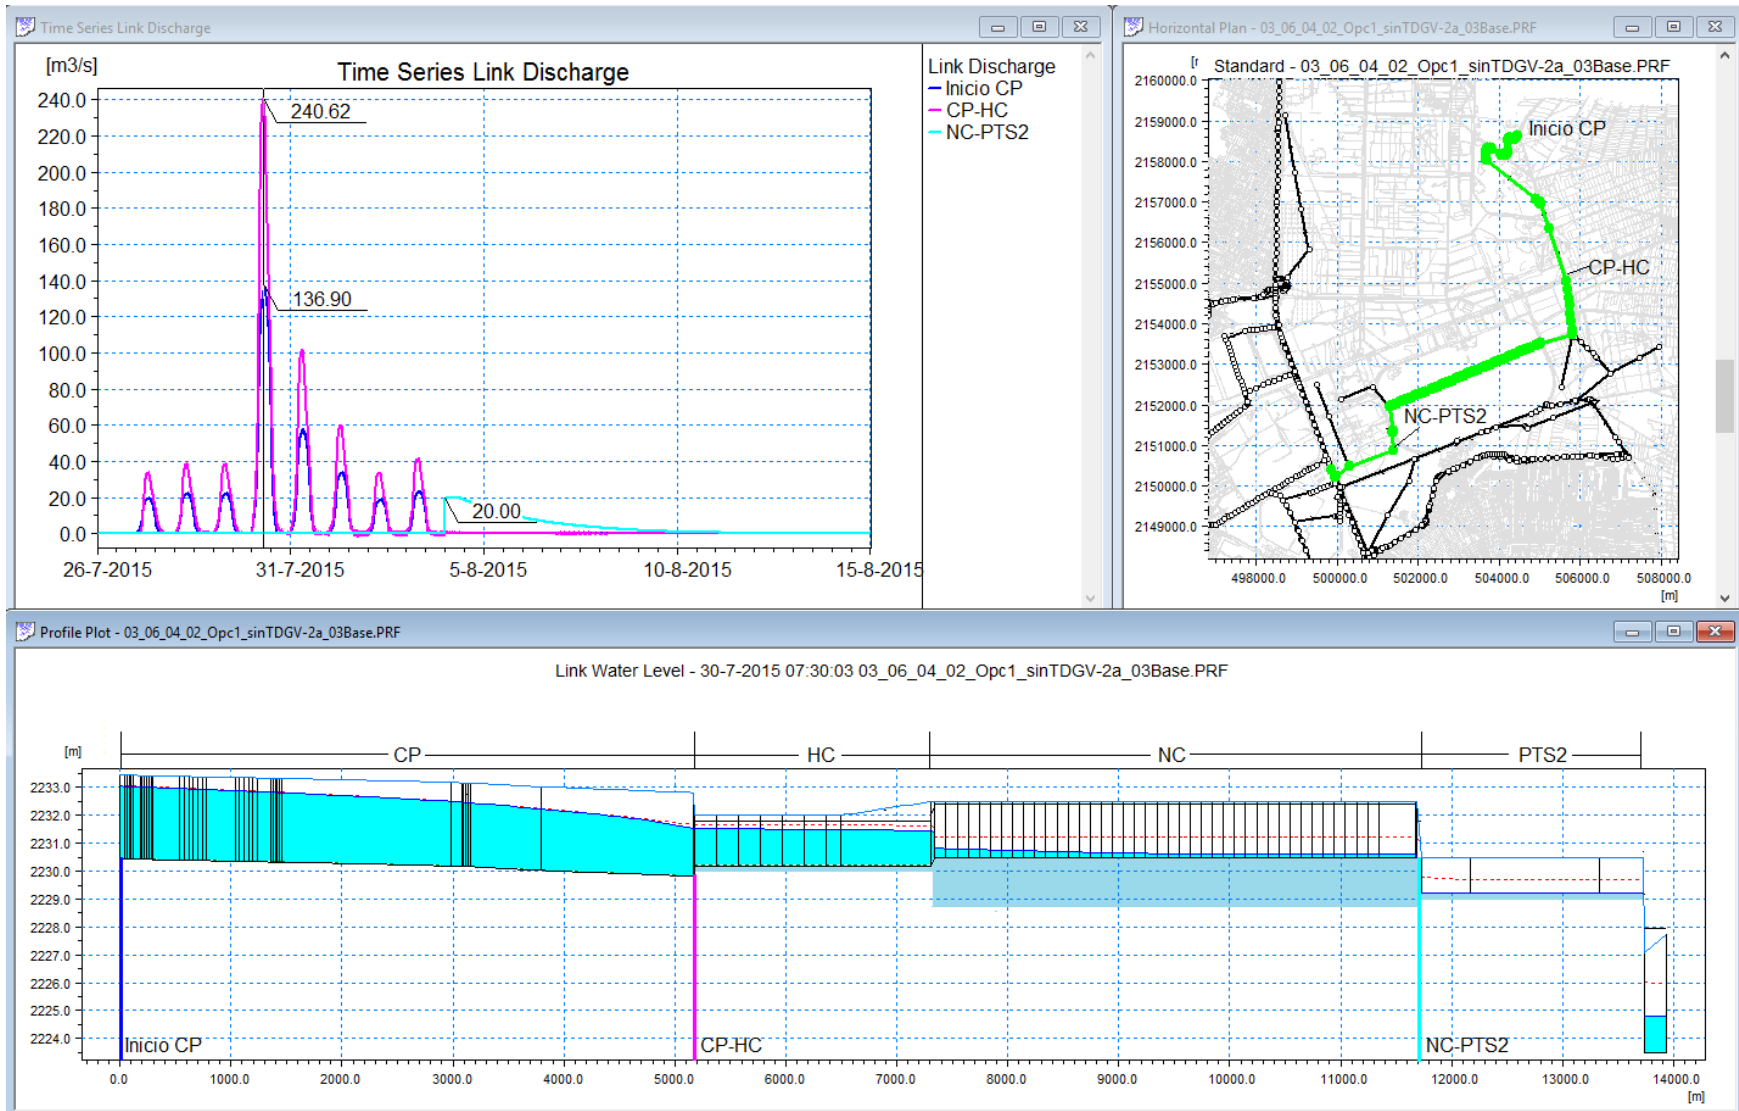 Time Series Link Discharge
[m3/s]
Time Series Link Discharge
240.0
220.0
200.0
180.0
160.0
140.0
120.0
100.0
80.0
60.0
40.0
20.0
0.0
240.62
136.90
20.00
26-7-2015
31-7-2015
5-8-2015
10-8-2015
15-8-2015
Link Discharge
Inicio CP
CP-HC
NC-PTS2
Horizontal Plan - 03_06_04_02_Opc1_sinTDGV-2a_03Base.PRF
Standard - 03_06_04_02_Opc1_sinTDGV-2a_03Base.PRF
2160000.0
2159000.0
2158000.0
2157000.0
2156000.0
2155000.0
2154000.0
2153000.0
2152000.0
2151000.0
2150000.0
2149000.0
Inicio CP
CP-HC
NC-PTS2
498000.0
500000.0
502000.0
504000.0
506000.0
508000.0
[m]
Profile Plot - 03_06_04_02_Opc1_sinTDGV-2a_03Base.PRF
Link Water Level - 30-7-2015 07:30:03 03_06_04_02_Opc1_sinTDGV-2a_03Base.PRF
[m]
CP
HC
NC
PTS2
2233.0
2232.0
2231.0
2230.0
2229.0
2228.0
2227.0
2226.0
2225.0
2224.0
Inicio CP
CP-HC
NC-PTS2
0.0
1000.0
2000.0
3000.0
4000.0
5000.0
6000.0
7000.0
8000.0
9000.0
10000.0
11000.0
12000.0
13000.0
14000.0
[m]